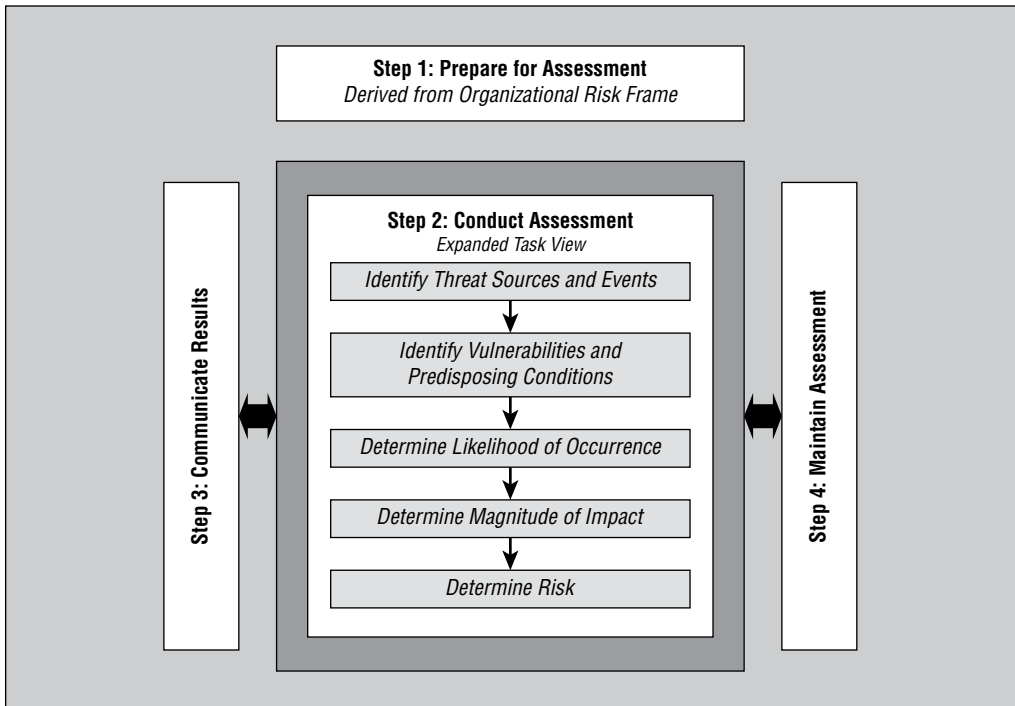 Step 1: Prepare for Assessment
Derived from Organizational Risk Frame
Step 3: Communicate Results
Step 2: Conduct Assessment
Expanded Task View
Identify Threat Sources and Events
Identify Vulnerabilities and
Predisposing Conditions
Determine Likelihood of Occurrence
Determine Magnitude of Impact
Determine Risk
Step 4: Maintain Assessment